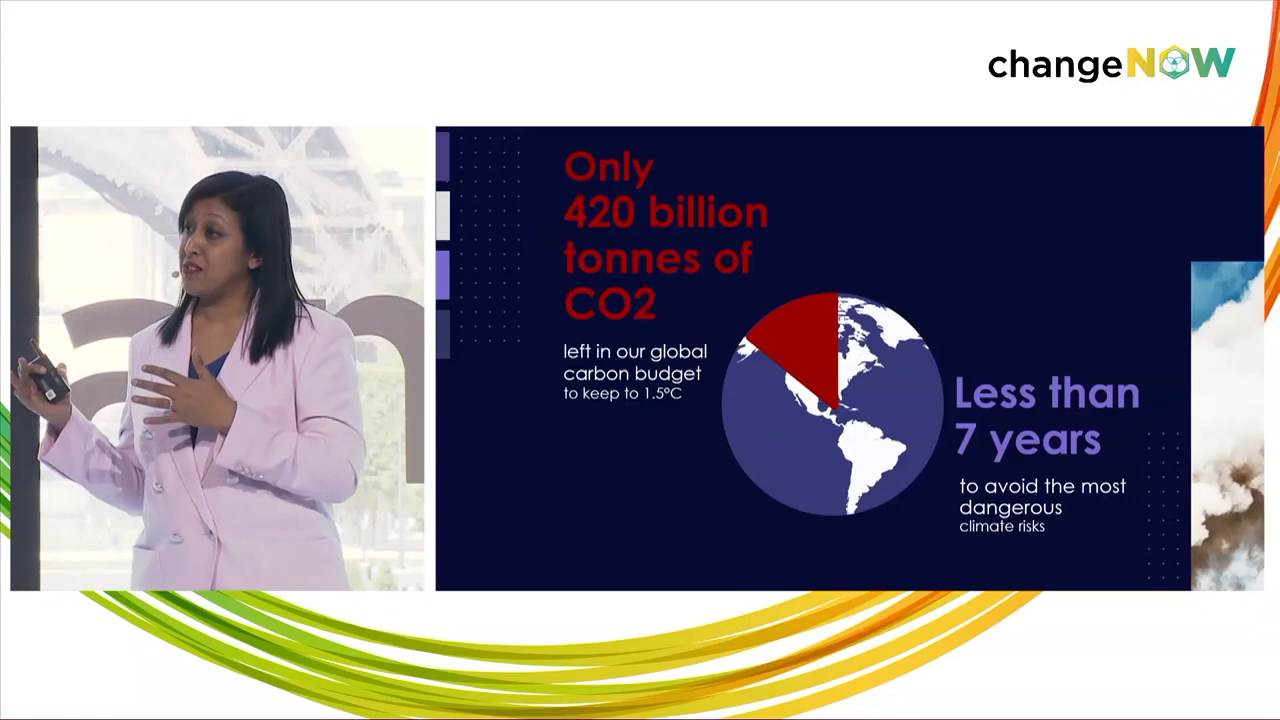 changeNOW
Only
420 billion
tonnes of
CO2
left in our global
carbon budget
to keep to 1.5°C
Less than
7 years
to avoid the most
dangerous
climate risks